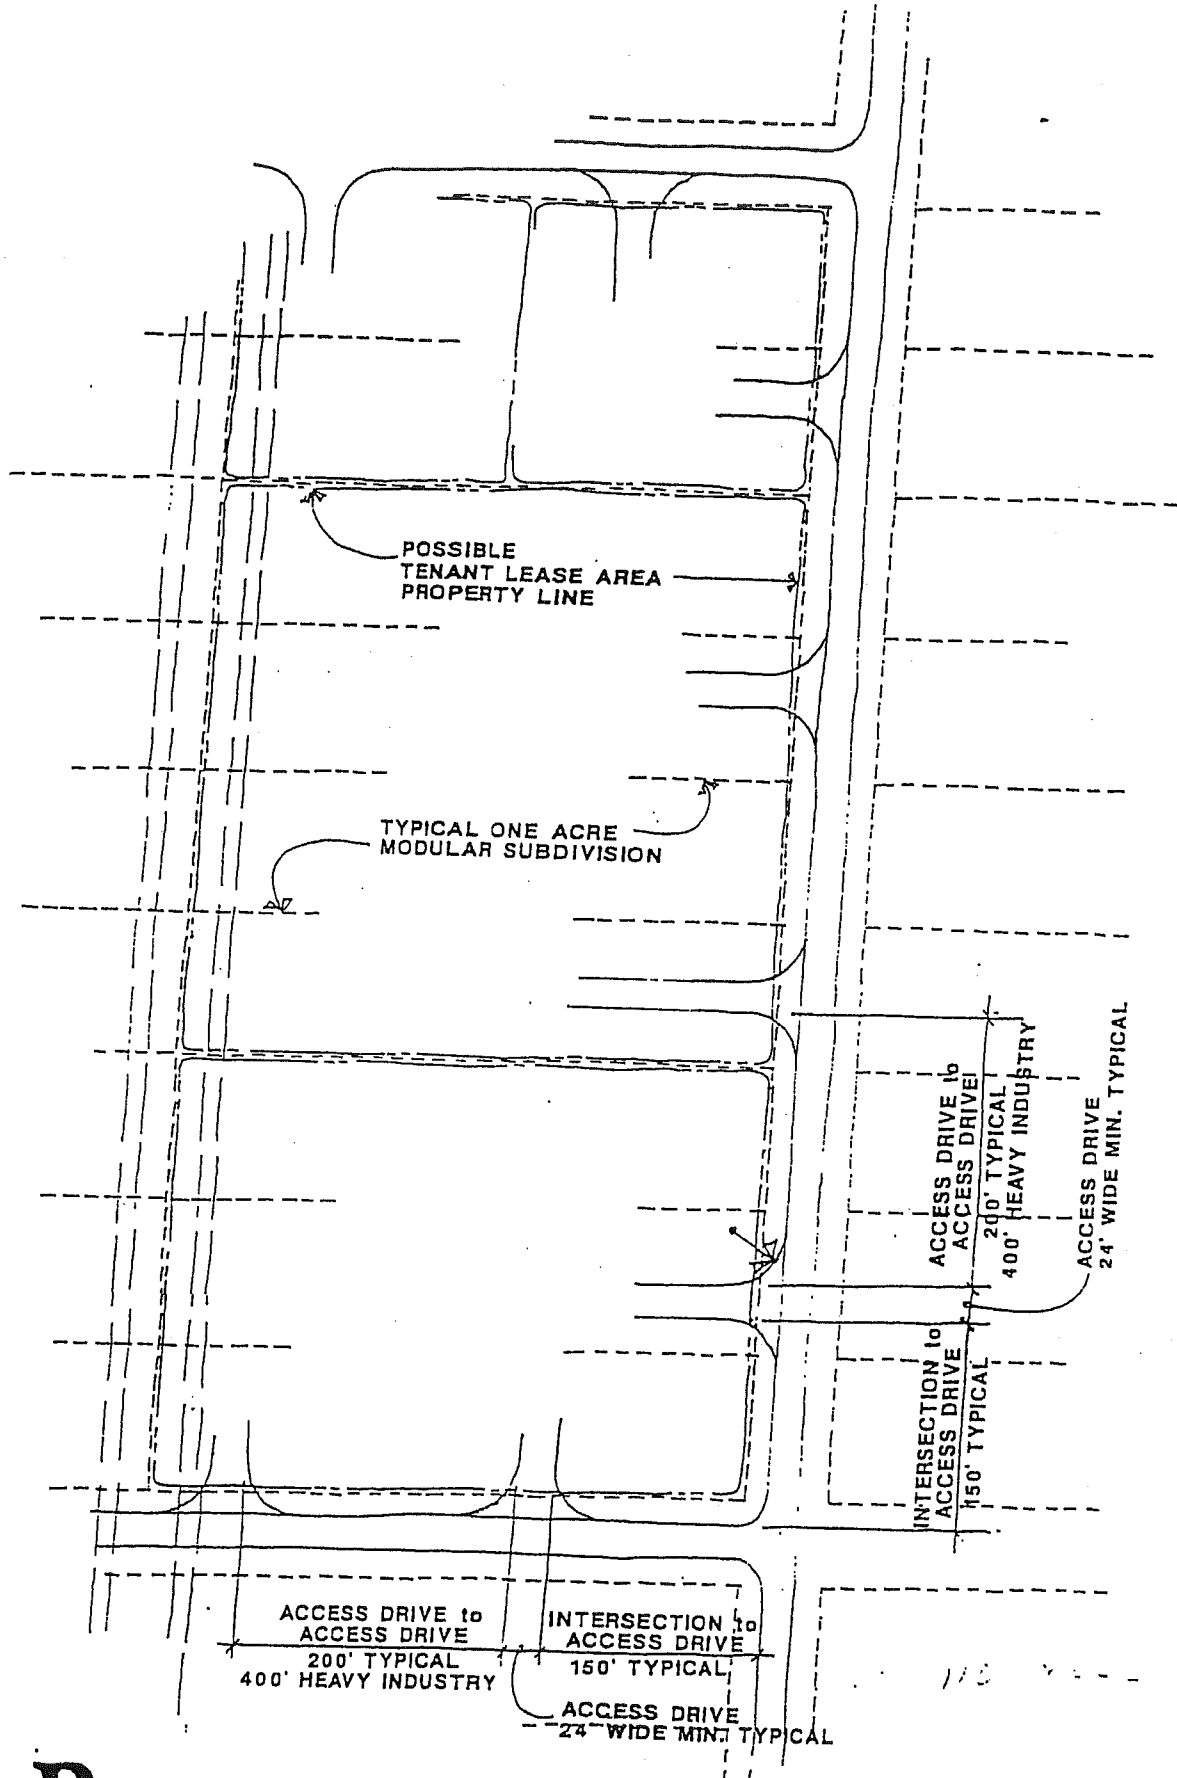 POSSIBLE
TENANT LEASE AREA
PROPERTY LINE
TYPICAL ONE ACRE
MODULAR SUBDIVISION
ACCESS DRIVE to
ACCESS DRIVE
200' TYPICAL
400' HEAVY INDUSTRY
ACCESS DRIVE
24' WIDE MIN. TYPICAL
INTERSECTION to
ACCESS DRIVE
150' TYPICAL
ACCESS DRIVE to
ACCESS DRIVE
200' TYPICAL
400' HEAVY INDUSTRY
INTERSECTION to
ACCESS DRIVE
150' TYPICAL
ACCESS DRIVE
24' WIDE MIN. TYPICAL